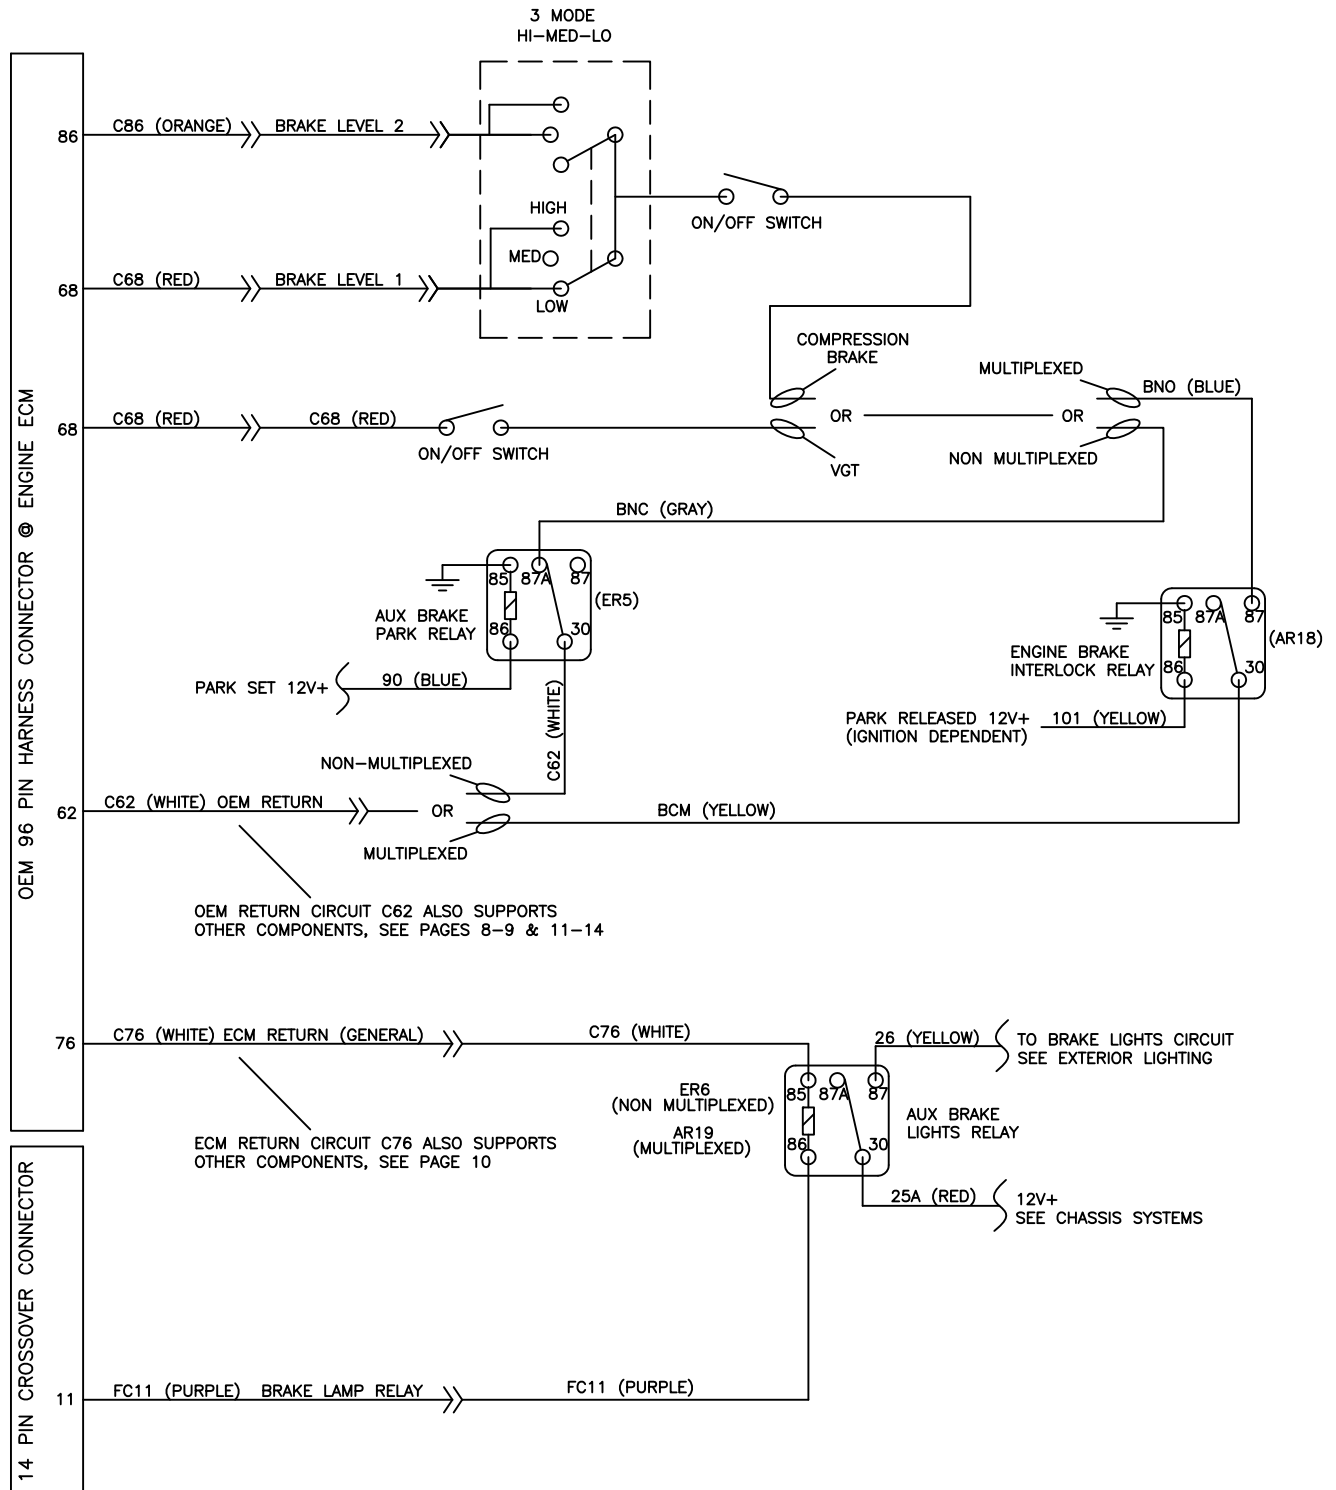 3 MODE
HI-MED-LO
OEM 96 PIN HARNESS CONNECTOR @ ENGINE ECM
86
C86 (ORANGE)
BRAKE LEVEL 2
HIGH
MED
LOW
ON/OFF SWITCH
68
C68 (RED)
BRAKE LEVEL 1
COMPRESSION
BRAKE
MULTIPLEXED
BNO (BLUE)
68
C68 (RED)
C68 (RED)
ON/OFF SWITCH
OR
OR
VGT
NON MULTIPLEXED
BNC (GRAY)
85
87A
87
86
30
(ER5)
AUX BRAKE
PARK RELAY
PARK SET 12V+
90 (BLUE)
C62 (WHITE)
85
87A
87
86
30
(AR18)
ENGINE BRAKE
INTERLOCK RELAY
PARK RELEASED 12V+
(IGNITION DEPENDENT)
101 (YELLOW)
NON-MULTIPLEXED
62
C62 (WHITE) OEM RETURN
OR
BCM (YELLOW)
MULTIPLEXED
OEM RETURN CIRCUIT C62 ALSO SUPPORTS
OTHER COMPONENTS, SEE PAGES 8-9 & 11-14
76
C76 (WHITE) ECM RETURN (GENERAL)
C76 (WHITE)
26 (YELLOW)
TO BRAKE LIGHTS CIRCUIT
SEE EXTERIOR LIGHTING
85
87A
87
86
30
ER6
(NON MULTIPLEXED)
AR19
(MULTIPLEXED)
AUX BRAKE
LIGHTS RELAY
ECM RETURN CIRCUIT C76 ALSO SUPPORTS
OTHER COMPONENTS, SEE PAGE 10
25A (RED)
12V+
SEE CHASSIS SYSTEMS
14 PIN CROSSOVER CONNECTOR
11
FC11 (PURPLE)
BRAKE LAMP RELAY
FC11 (PURPLE)